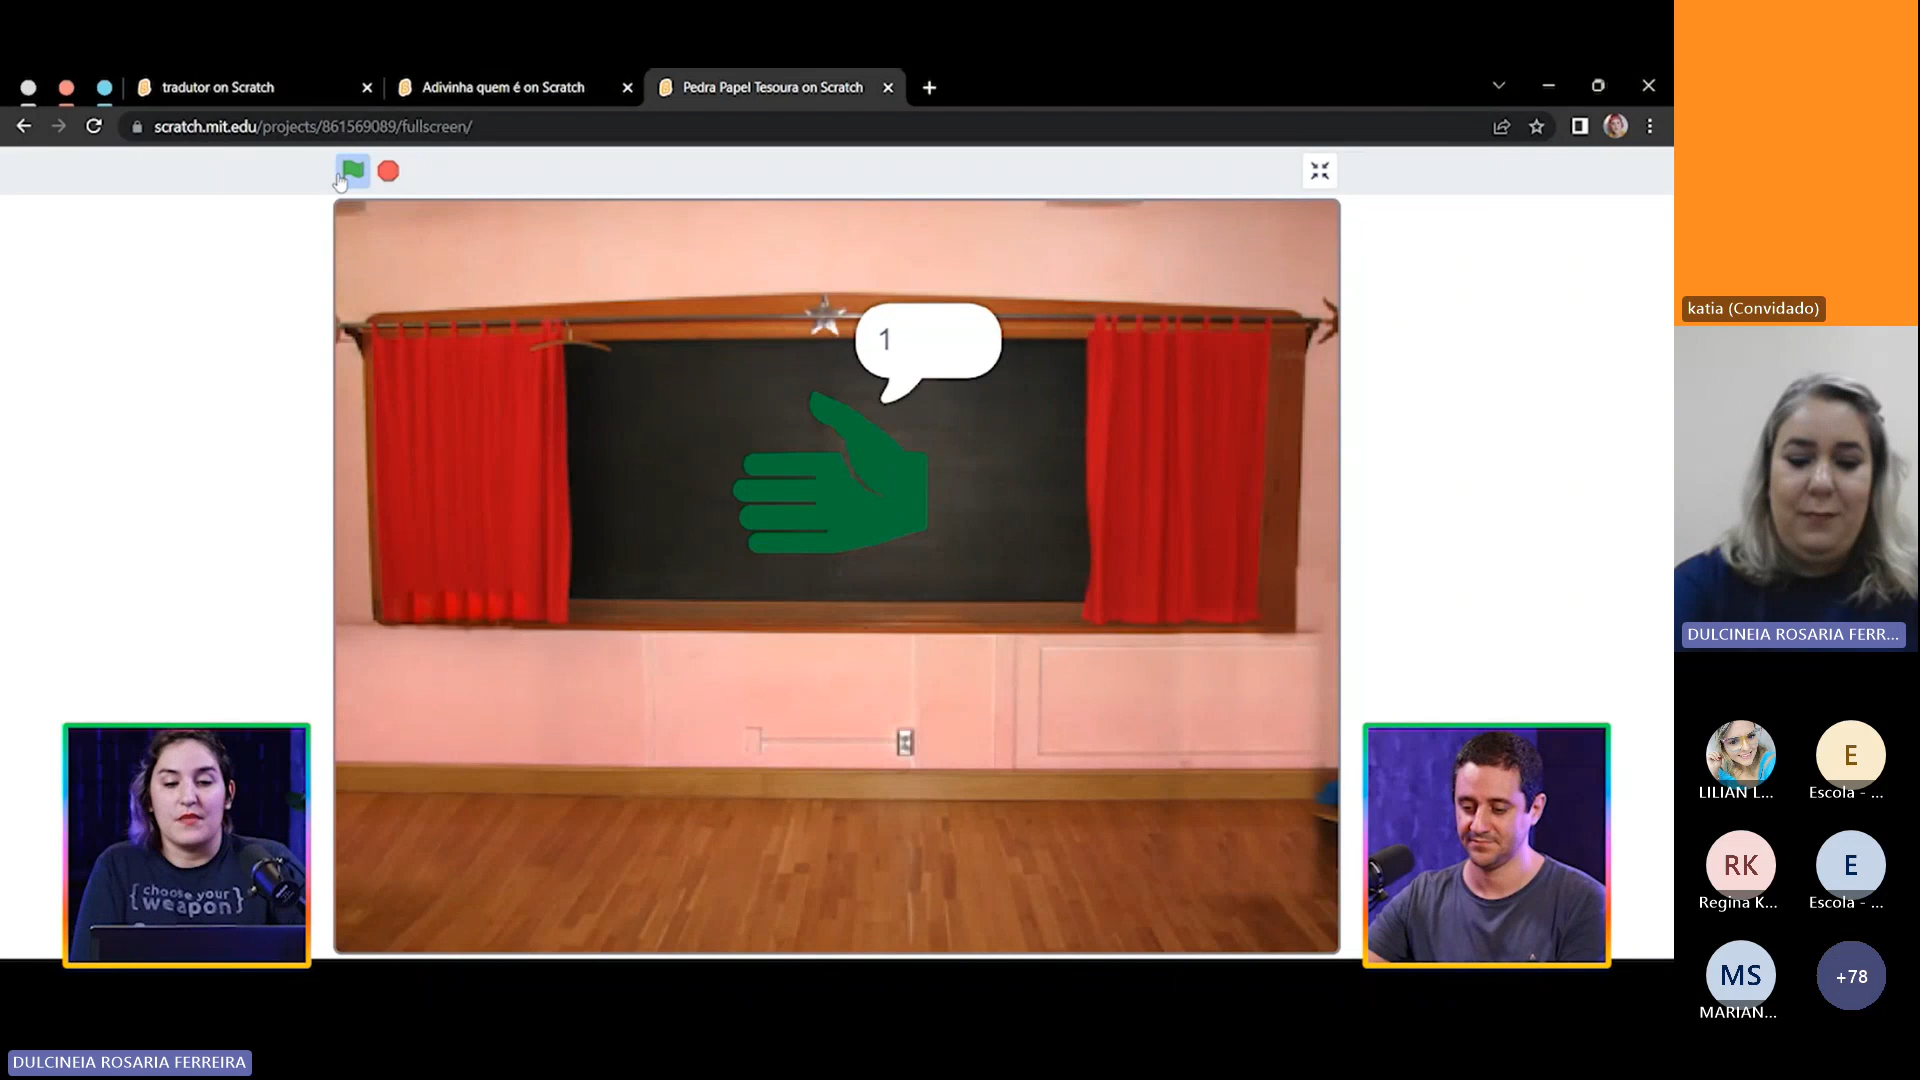 tradutor on Scratch
Adivinha quem é on Scratch
Pedra Papel Tesoura on Scratch
scratch.mit.edu/projects/861569089/fullscreen/
1
katia (Convidado)
DULCINEIA ROSARIA FERR...
{choose your}
{weapon}
LILIAN L...
E
Escola - ...
RK
Regina K...
E
Escola - ...
MS
MARIAN...
+78
DULCINEIA ROSARIA FERREIRA